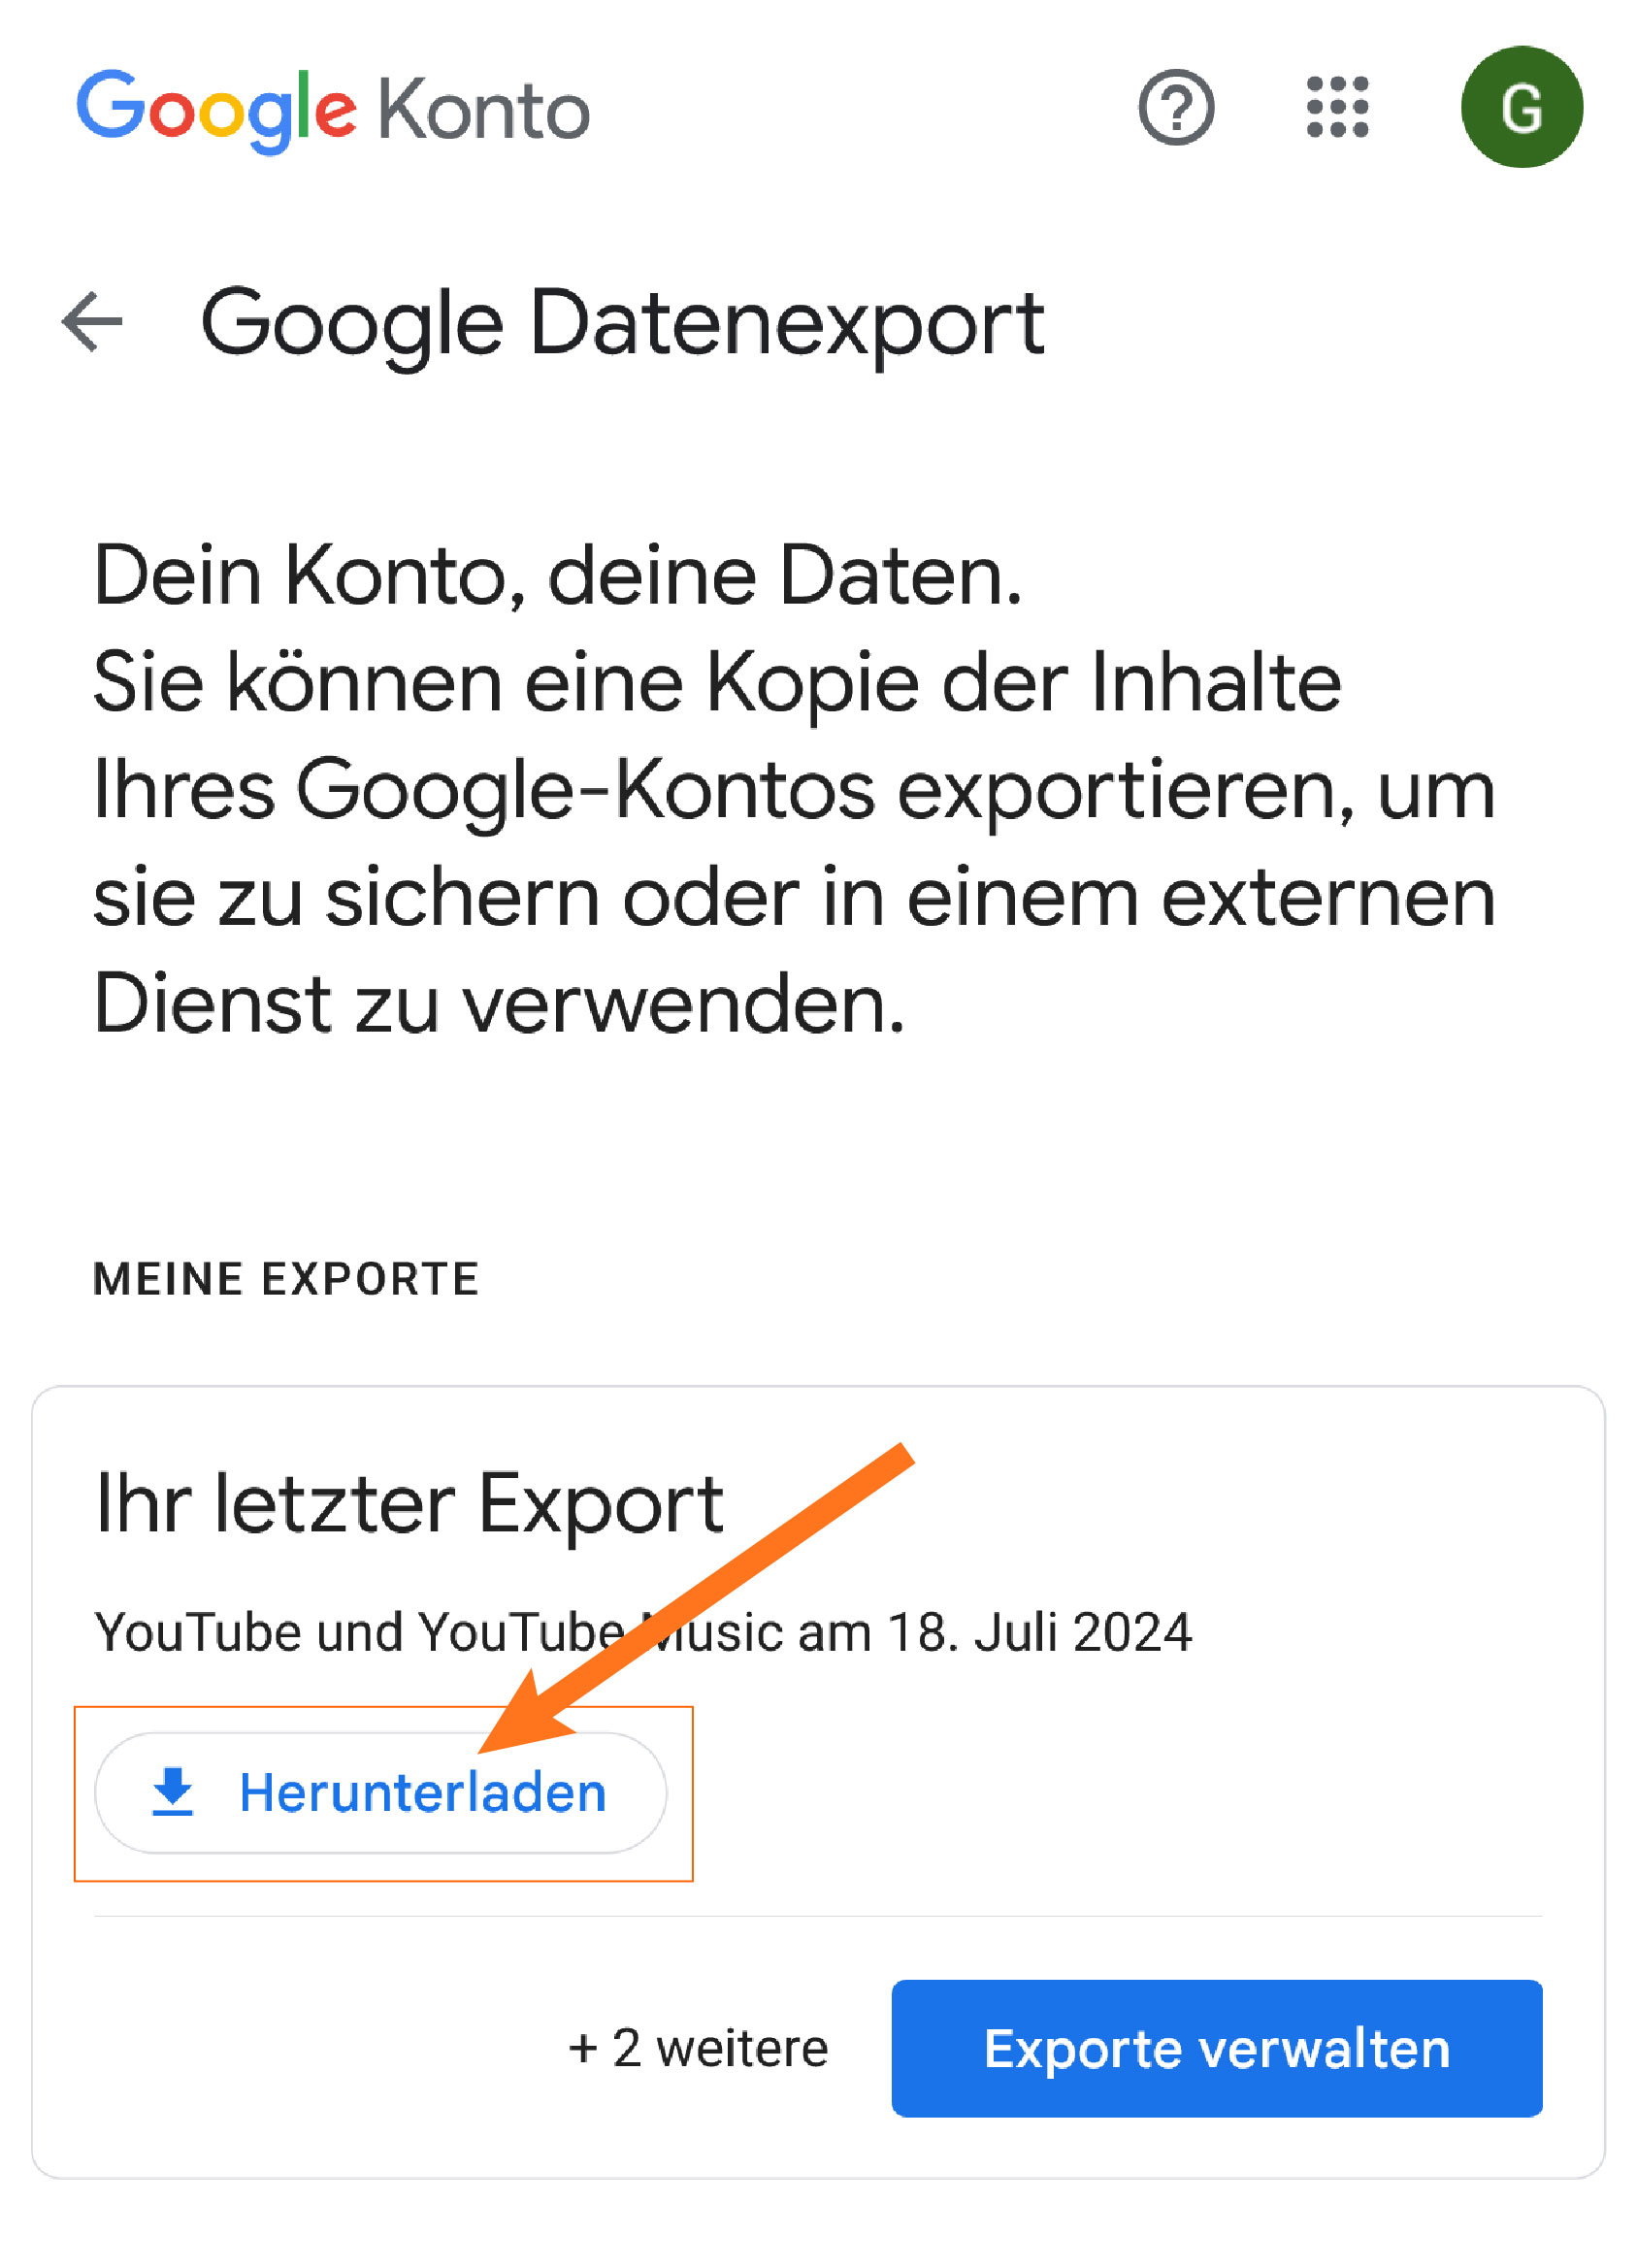 Google Konto
G
Google Datenexport
Dein Konto, deine Daten.
Sie können eine Kopie der Inhalte
Ihres Google-Kontos exportieren, um
sie zu sichern oder in einem externen
Dienst zu verwenden.
MEINE EXPORTE
Ihr letzter Export
YouTube und YouTube Music am 18. Juli 2024
Herunterladen
+ 2 weitere
Exporte verwalten